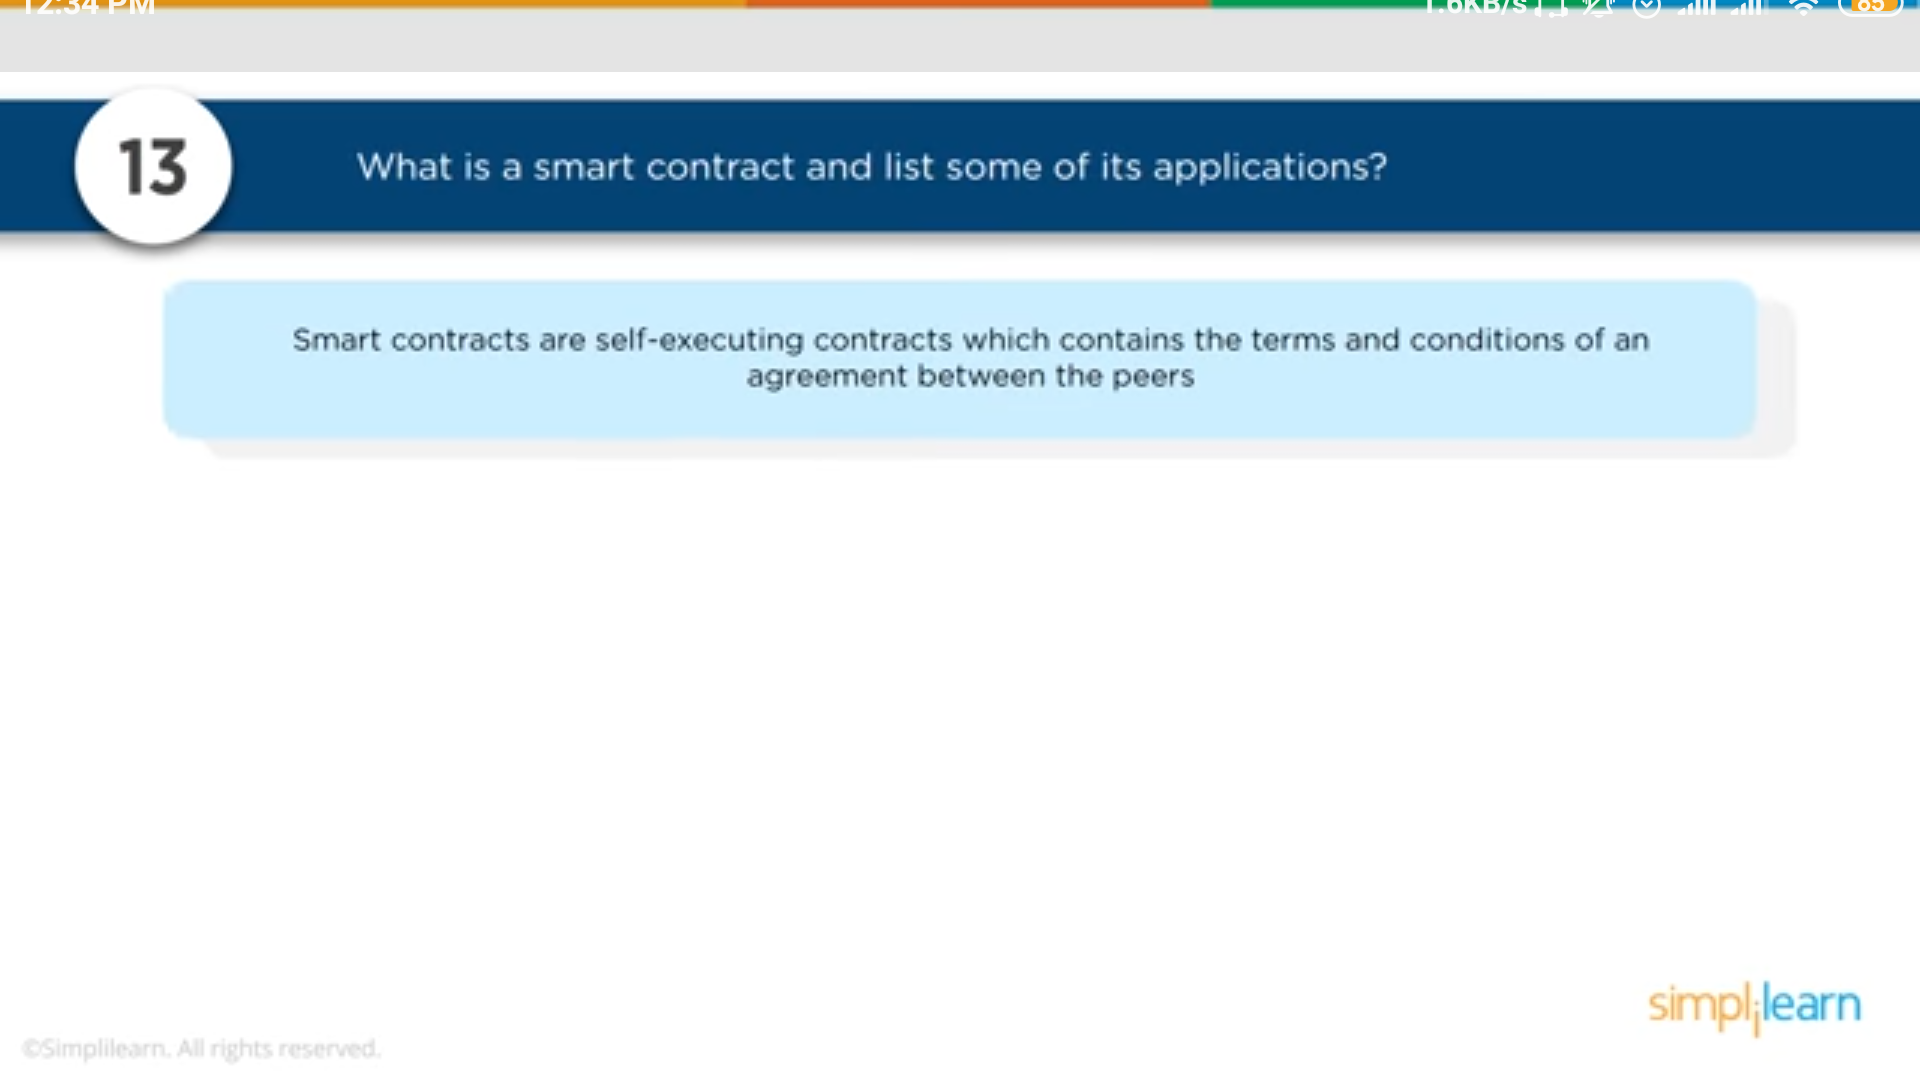 12:34 PM
1.6KB/s
85
13
What is a smart contract and list some of its applications?
Smart contracts are self-executing contracts which contains the terms and conditions of an
agreement between the peers
simplilearn
©Simplilearn. All rights reserved.